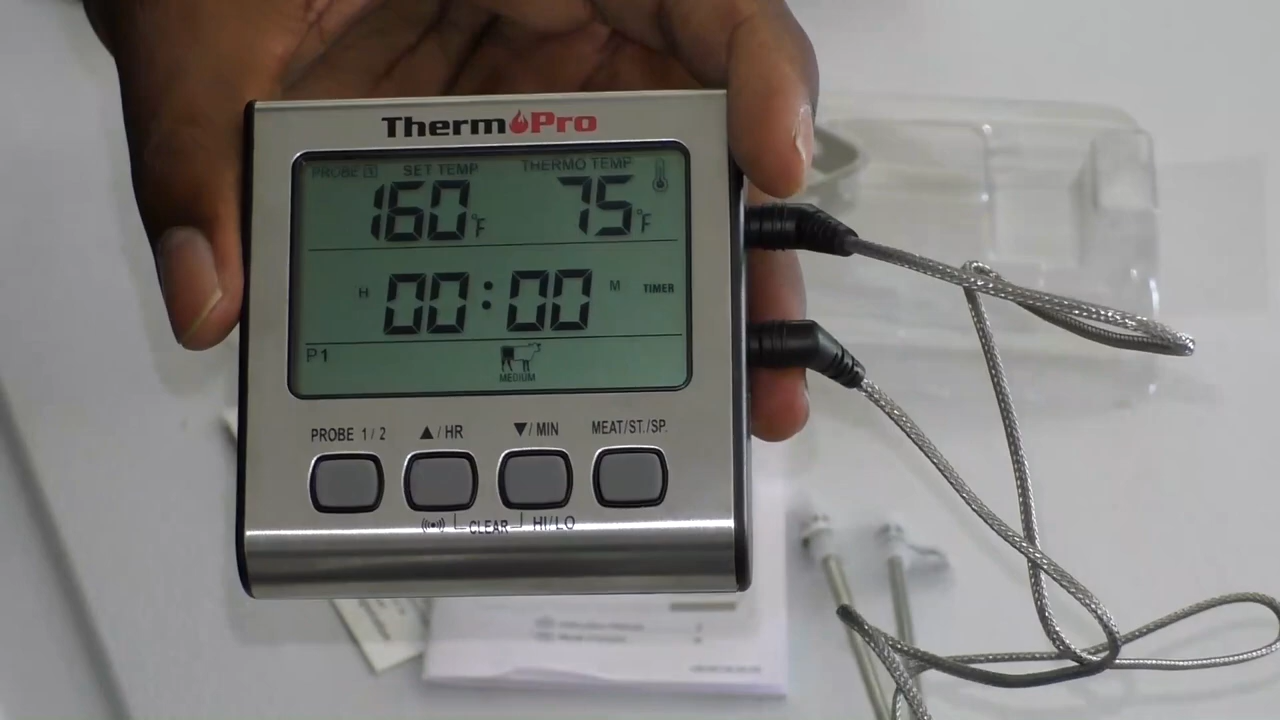 ThermoPro
PROBE 1 SET TEMP THERMO TEMP
160°F 75°F
H 00:00 M TIMER
P1
MEDIUM
PROBE 1/2 ▲/HR ▼/MIN MEAT/ST./SP.
CLEAR HI/LO